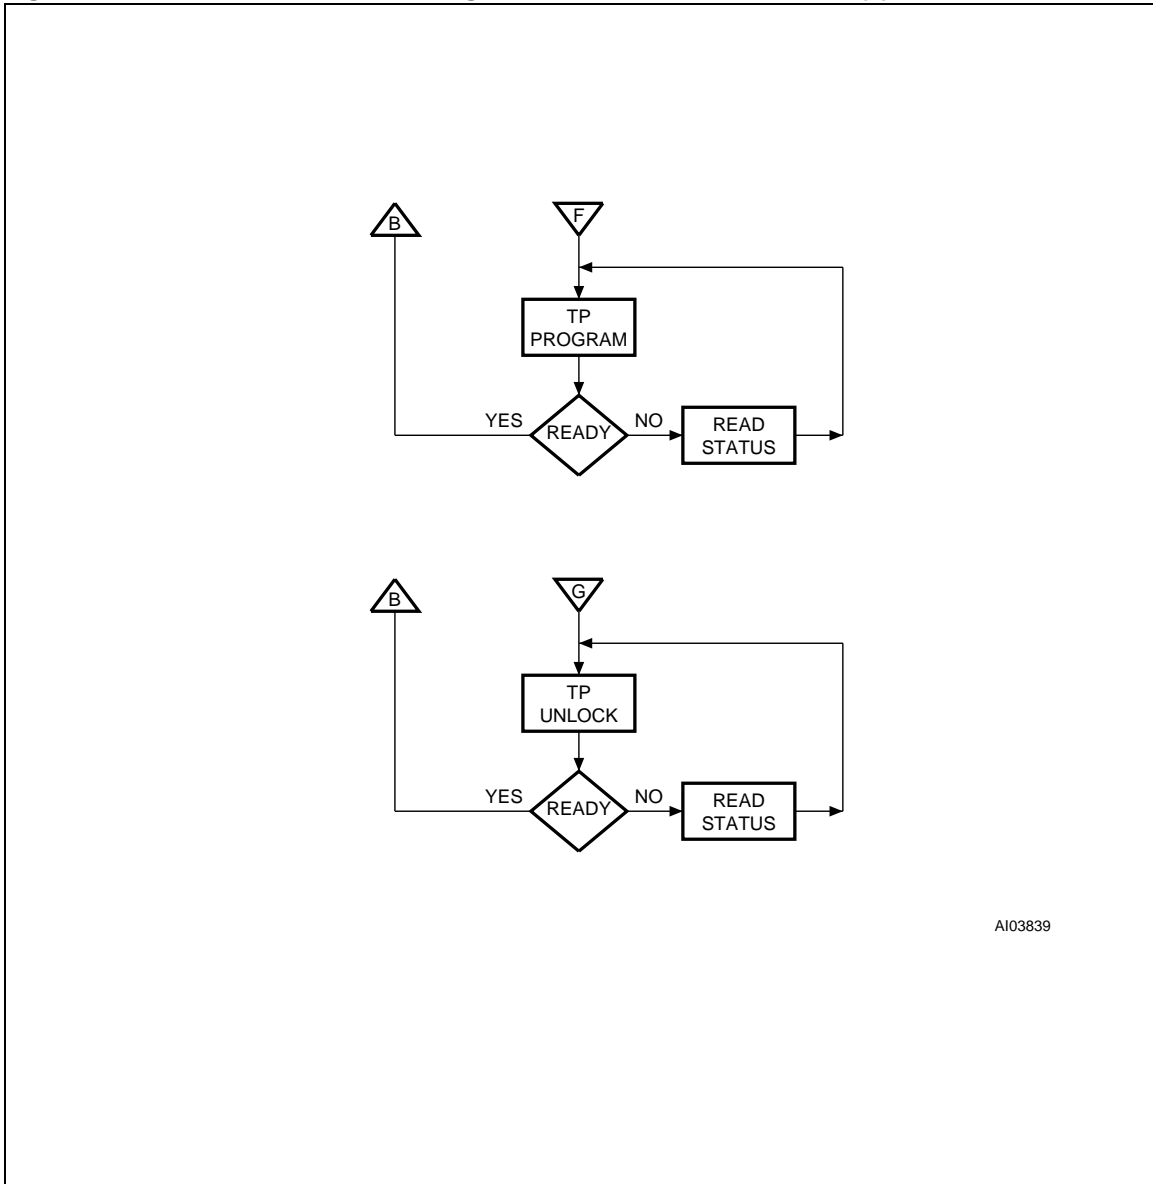 B
F
TP
PROGRAM
YES
READY
NO
READ
STATUS
B
G
TP
UNLOCK
YES
READY
NO
READ
STATUS
AI03839